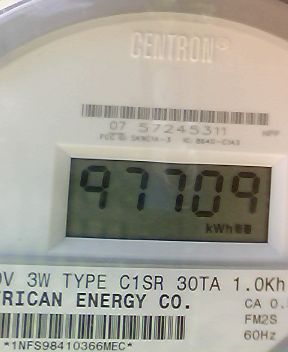 CENTRON®
07 57245311
97709
kWh
V 3W TYPE C1SR 30TA 1.0Kh
RICAN ENERGY CO.
CA 0.
FM2S
60Hz
*1NFS98410366MEC*